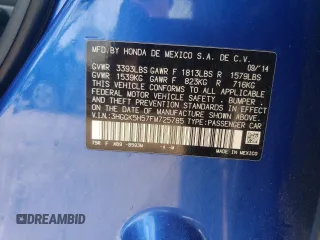 MFD.BY HONDA DE MEXICO S.A. DE C.V.
09/'14
GVWR 3393LBS GAWR F 1813LBS R 1579LBS
GVWR 1539KG GAWR F 823KG R 716KG
THIS VEHICLE CONFORMS TO ALL APPLICABLE
FEDERAL MOTOR VEHICLE SAFETY, BUMPER,
AND THEFT PREVENTION STANDARDS IN EFFECT
ON THE DATE OF MANUFACTURE SHOWN ABOVE.
V.I.N.:3HGGK5H57FM725785 TYPE:PASSENGER CAR
MADE IN MEXICO
DREAMBID